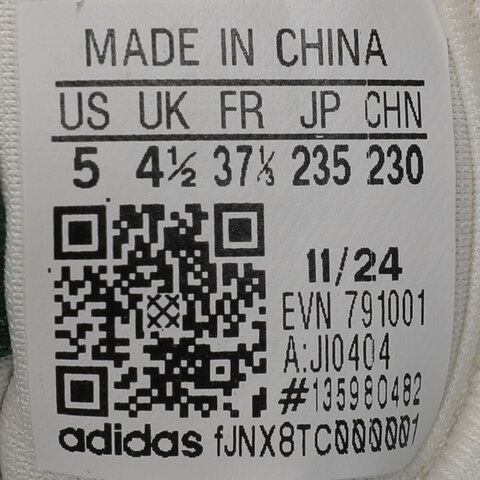 MADE IN CHINA
US UK FR JP CHN
5 4½ 37⅓ 235 230
11/24
EVN 791001
A:JI0404
#135980482
adidas fJNX8TC000001